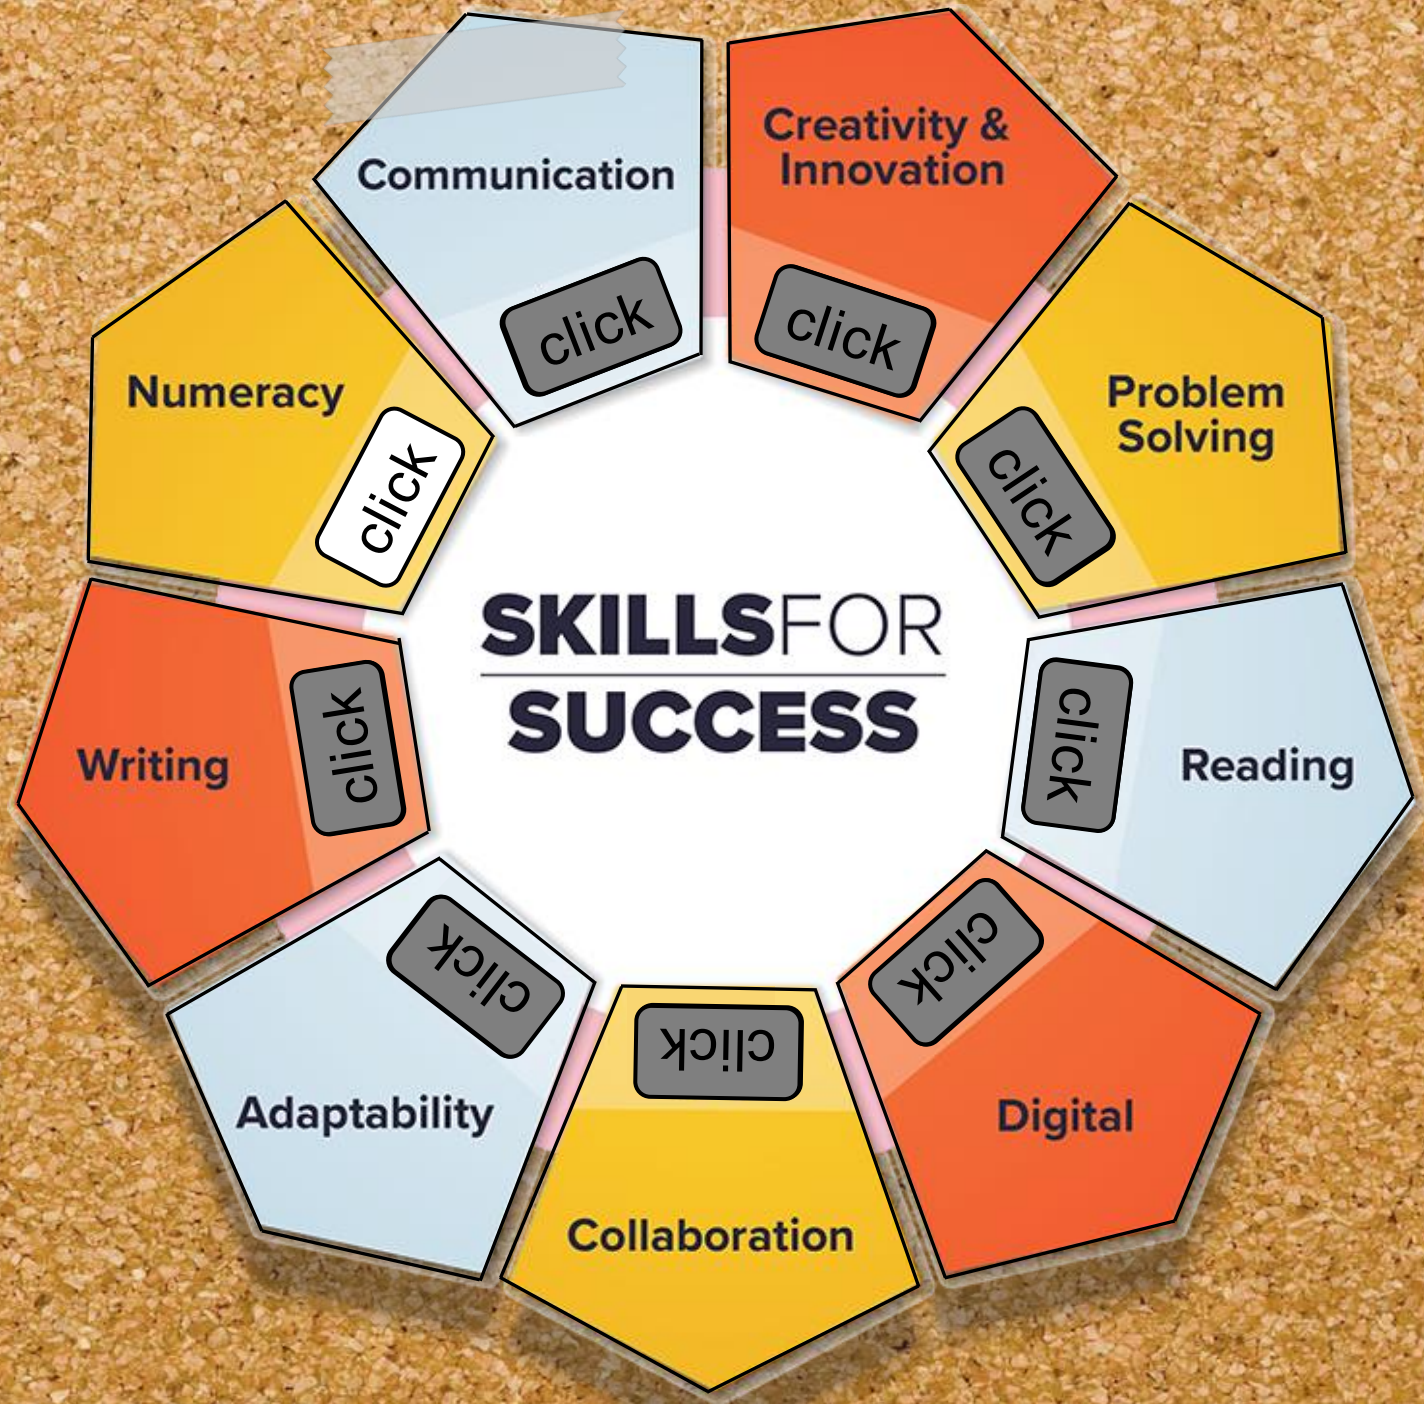 Communication
click
Creativity &
Innovation
click
Problem
Solving
click
Reading
click
Digital
click
Collaboration
click
Adaptability
click
Writing
click
Numeracy
click
SKILLSFOR
SUCCESS